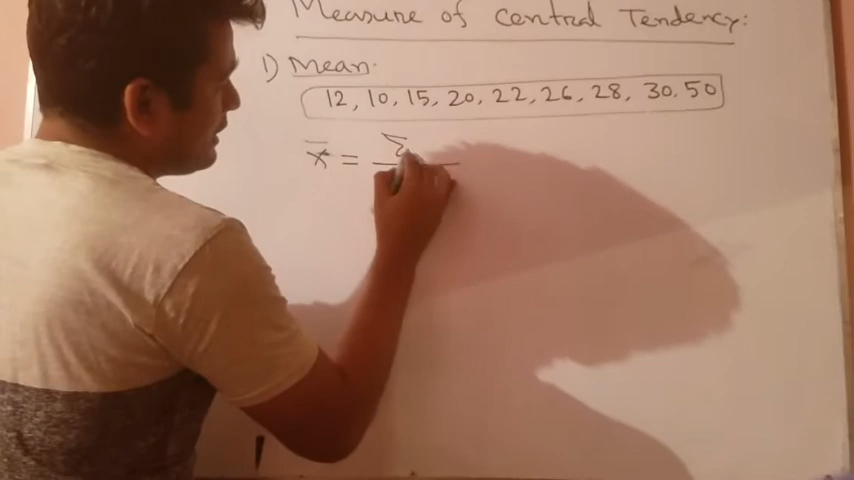 Measure of Central Tendency:
1) Mean.
12, 10, 15, 20, 22, 26, 28, 30, 50
x̄ = Σ